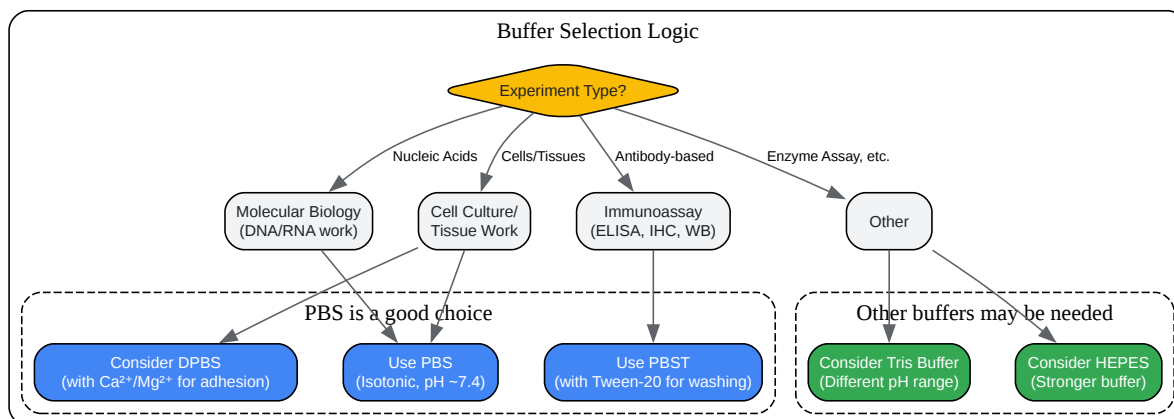 Buffer Selection Logic
Experiment Type?
Nucleic Acids
Cells/Tissues
Antibody-based
Enzyme Assay, etc.
Molecular Biology
(DNA/RNA work)
Cell Culture/
Tissue Work
Immunoassay
(ELISA, IHC, WB)
Other
PBS is a good choice
Other buffers may be needed
Consider DPBS
(with Ca²⁺/Mg²⁺ for adhesion)
Use PBS
(Isotonic, pH ~7.4)
Use PBST
(with Tween-20 for washing)
Consider Tris Buffer
(Different pH range)
Consider HEPES
(Stronger buffer)